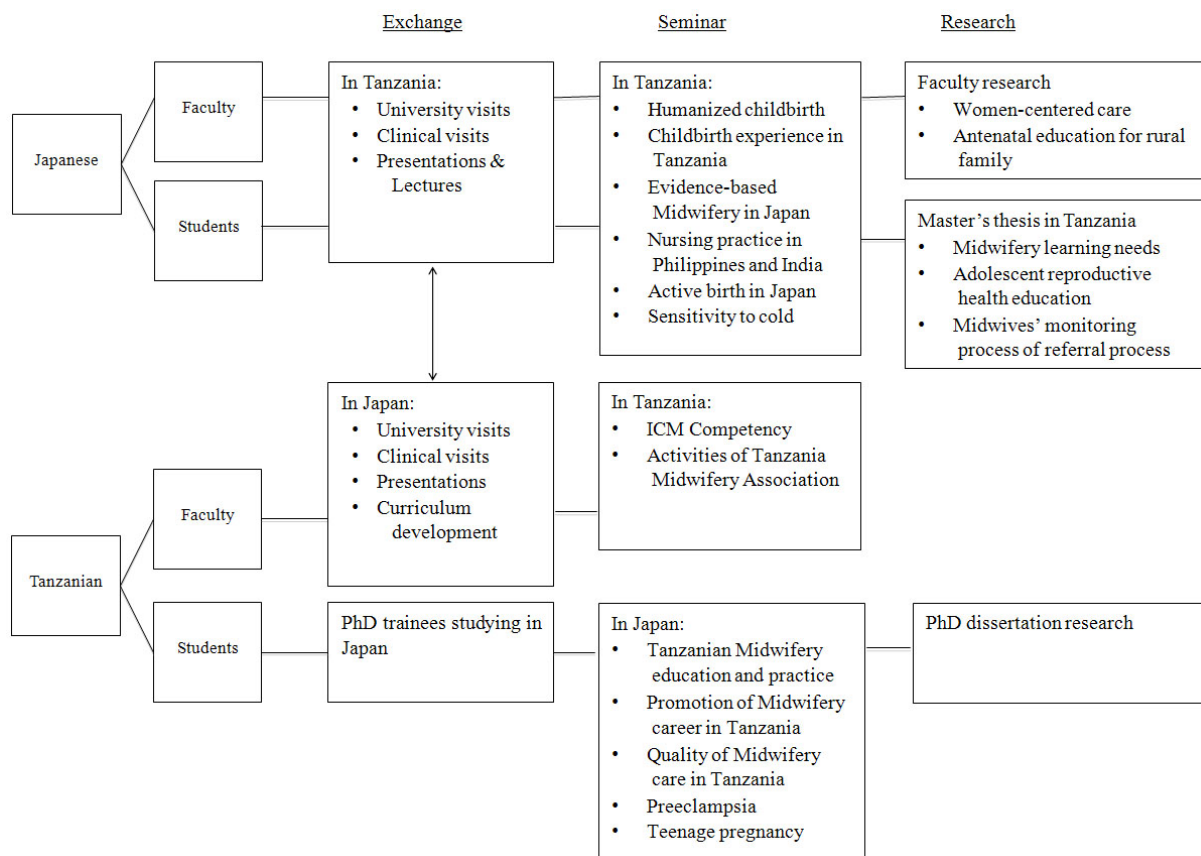 Exchange
Seminar
Research
Japanese
Faculty
Students
In Tanzania:
• University visits
• Clinical visits
• Presentations &
Lectures
In Tanzania:
• Humanized childbirth
• Childbirth experience in
Tanzania
• Evidence-based
Midwifery in Japan
• Nursing practice in
Philippines and India
• Active birth in Japan
• Sensitivity to cold
Faculty research
• Women-centered care
• Antenatal education for rural
family
Master's thesis in Tanzania
• Midwifery learning needs
• Adolescent reproductive
health education
• Midwives' monitoring
process of referral process
Tanzanian
Faculty
Students
In Japan:
• University visits
• Clinical visits
• Presentations
• Curriculum
development
In Tanzania:
• ICM Competency
• Activities of Tanzania
Midwifery Association
PhD trainees studying in
Japan
In Japan:
• Tanzanian Midwifery
education and practice
• Promotion of Midwifery
career in Tanzania
• Quality of Midwifery
care in Tanzania
• Preeclampsia
• Teenage pregnancy
PhD dissertation research